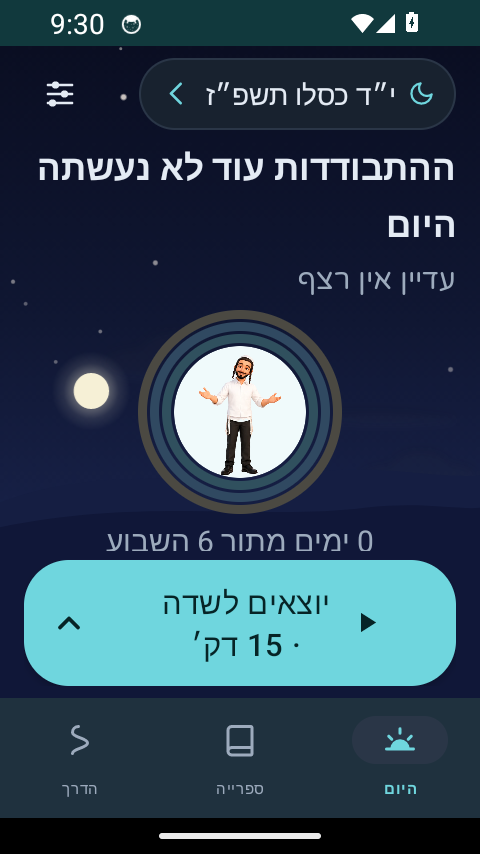 9:30
י״ד כסלו תשפ״ז
ההתבודדות עוד לא נעשתה
היום
עדיין אין רצף
0 ימים מתוך 6 השבוע
יוצאים לשדה
· 15 דק׳
היום
ספרייה
הדרך